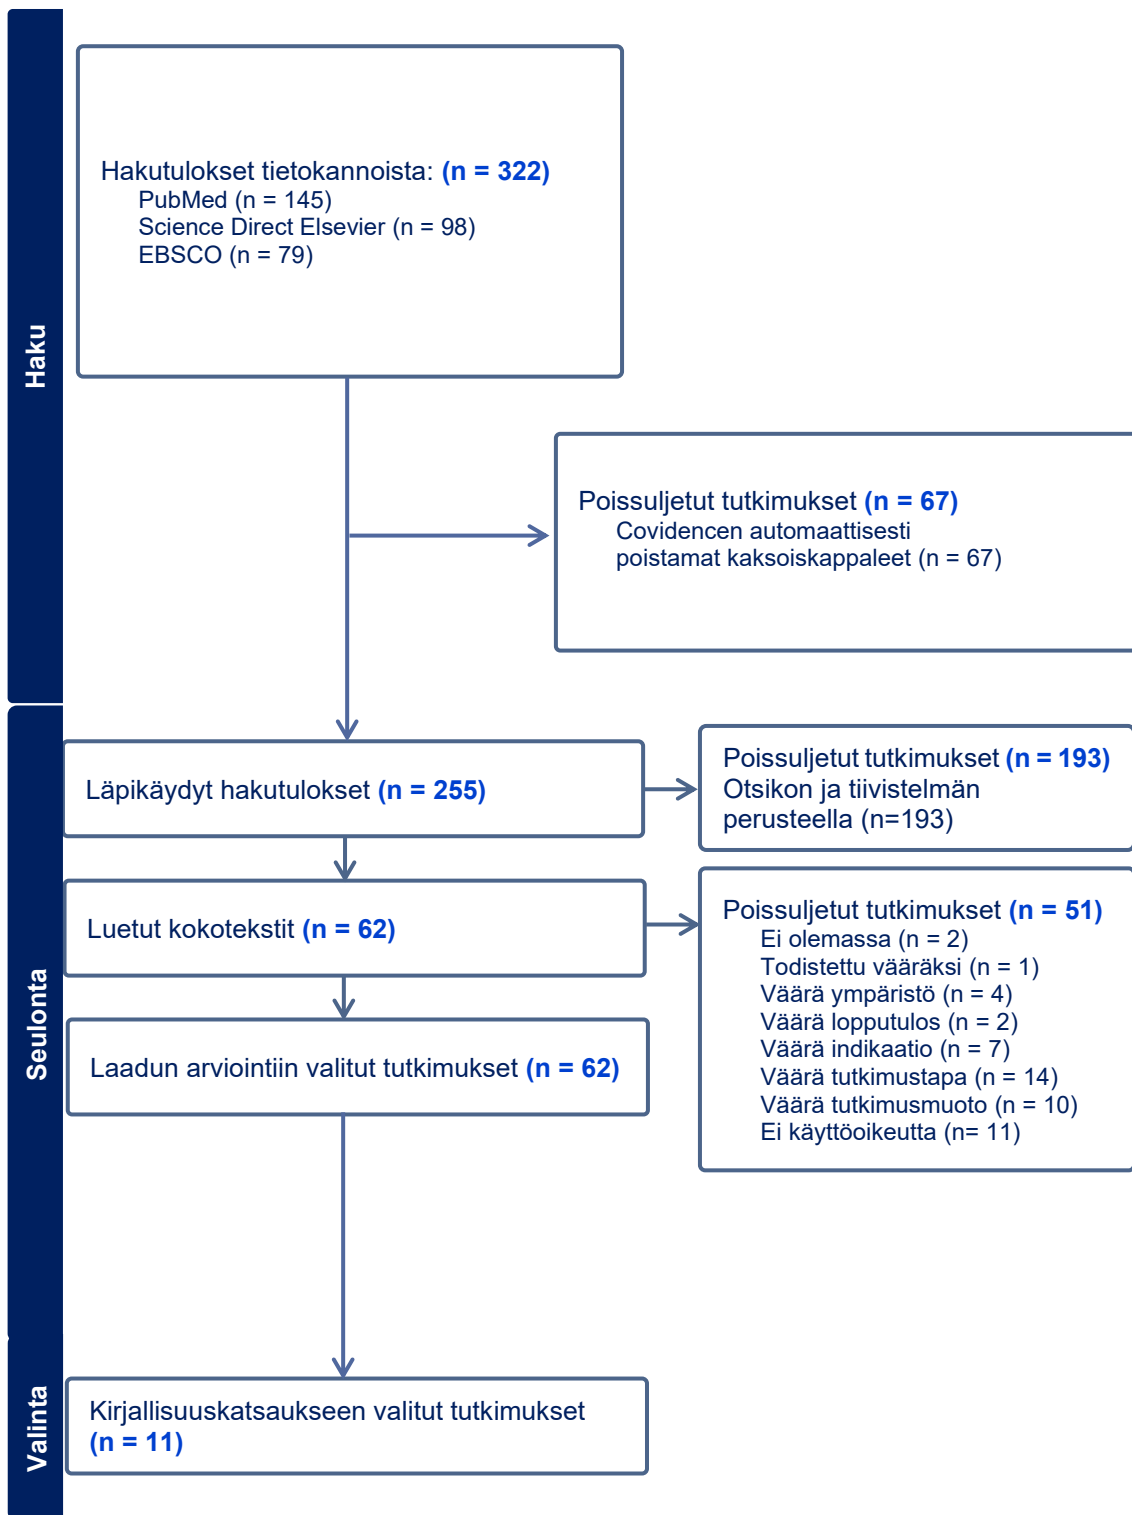 Haku
Hakutulokset tietokannoista: (n = 322)
PubMed (n = 145)
Science Direct Elsevier (n = 98)
EBSCO (n = 79)
Poissuljetut tutkimukset (n = 67)
Covidencen automaattisesti
poistamat kaksoiskappaleet (n = 67)
Seulonta
Läpikäydyt hakutulokset (n = 255)
Poissuljetut tutkimukset (n = 193)
Otsikon ja tiivistelmän
perusteella (n=193)
Luetut kokotekstit (n = 62)
Poissuljetut tutkimukset (n = 51)
Ei olemassa (n = 2)
Todistettu vääräksi (n = 1)
Väärä ympäristö (n = 4)
Väärä lopputulos (n = 2)
Väärä indikaatio (n = 7)
Väärä tutkimustapa (n = 14)
Väärä tutkimusmuoto (n = 10)
Ei käyttöoikeutta (n= 11)
Laadun arviointiin valitut tutkimukset (n = 62)
Valinta
Kirjallisuuskatsaukseen valitut tutkimukset
(n = 11)